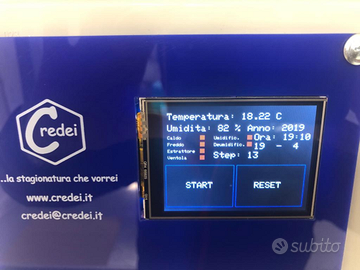 Credei
..la stagionatura che vorrei
www.credei.it
credei@credei.it
Temperatura: 18.22 C
Umidita: 82 % Anno: 2019
Caldo Umidific. Ora: 19:10
Freddo Deumidific. 19 - 4
Estrattore
Ventola Step: 13
START RESET
subito